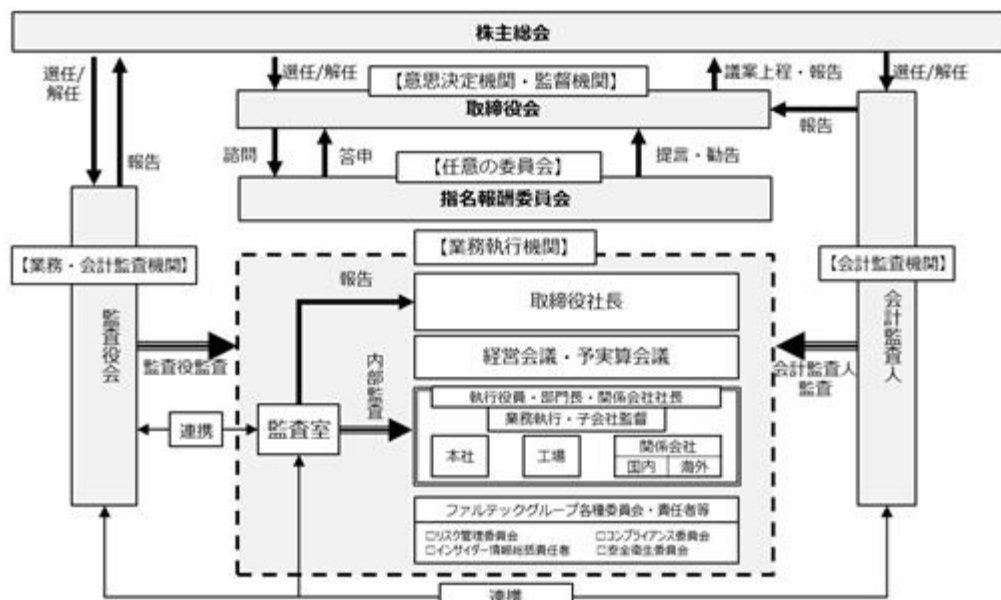 株主総会
選任/
解任
報告
選任/解任
【意思決定機関・監督機関】
議案上程・報告
選任/解任
取締役会
報告
諮問
答申
【任意の委員会】
提言・勧告
指名報酬委員会
【業務・会計監査機関】
監査役会
監査役監査
【業務執行機関】
【会計監査機関】
会計監査人
会計監査人
監査
報告
取締役社長
経営会議・予実算会議
内部監査
執行役員・部門長・関係会社社長
業務執行・子会社監督
連携
監査室
本社
工場
関係会社
国内
海外
ファルテックグループ各種委員会・責任者等
□リスク管理委員会
□コンプライアンス委員会
□インサイダー情報総括責任者
□安全衛生委員会
連携